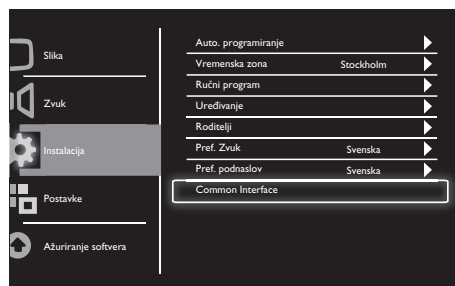 Slika
Zvuk
Instalacija
Postavke
Ažuriranje softvera
Auto. programiranje
Vremenska zona Stockholm
Ručni program
Uređivanje
Roditelji
Pref. Zvuk Svenska
Pref. podnaslov Svenska
Common Interface